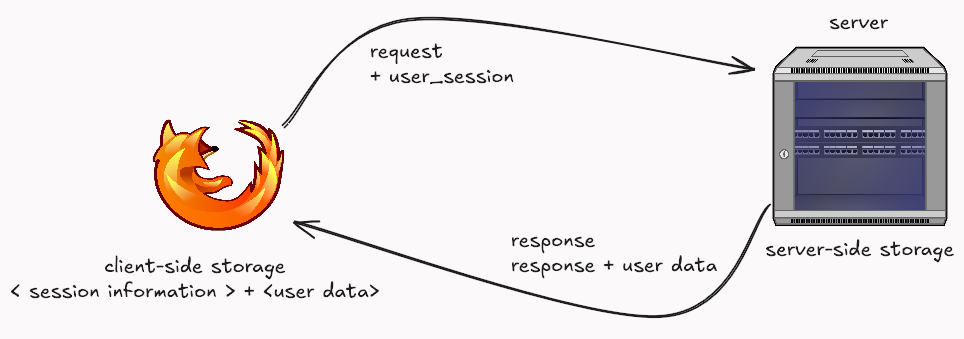 server
request
+ user_session
server-side storage
response
response + user data
client-side storage
< session information > + <user data>